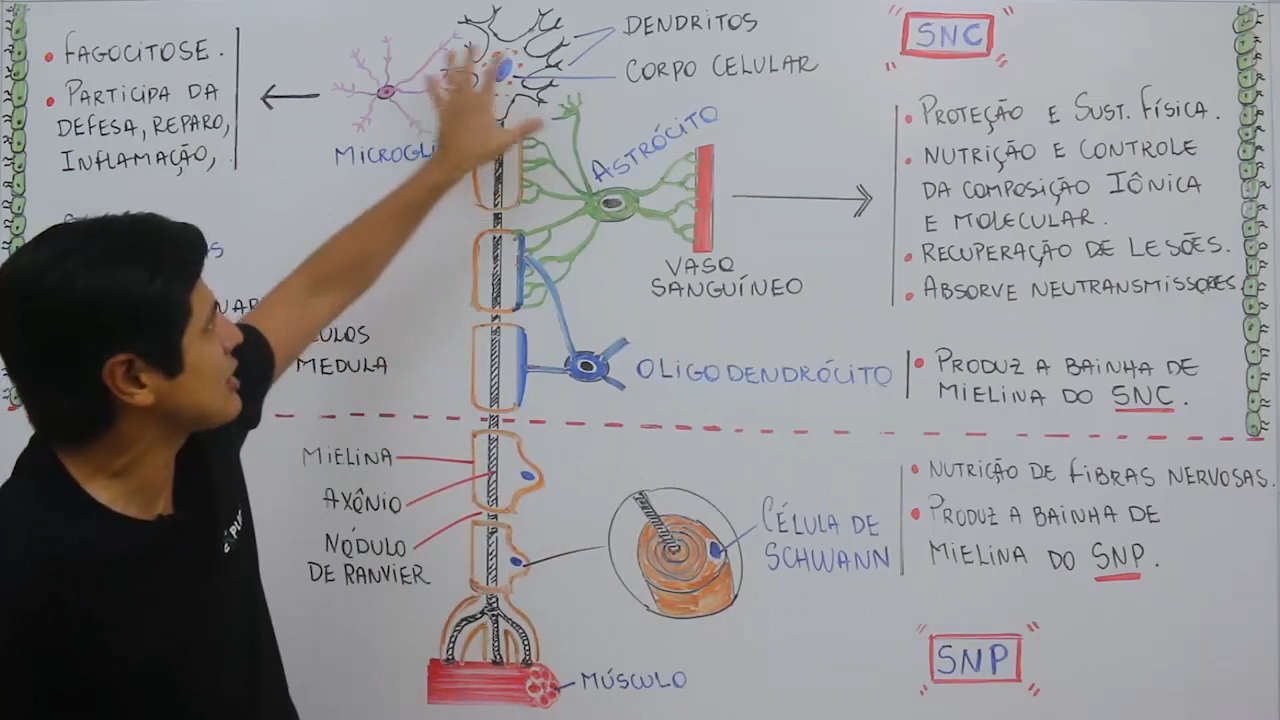 • FAGOCITOSE.
• PARTICIPA DA
DEFESA, REPARO,
INFLAMAÇÃO,
MEDULA
DENDRITOS
CORPO CELULAR
ASTRÓCITO
VASO
SANGUÍNEO
OLIGODENDRÓCITO
MIELINA
AXÔNIO
NÓDULO
DE RANVIER
CÉLULA DE
SCHWANN
MÚSCULO
SNC
• PROTEÇÃO E SUST. FÍSICA.
• NUTRIÇÃO E CONTROLE
DA COMPOSIÇÃO IÔNICA
E MOLECULAR.
• RECUPERAÇÃO DE LESÕES.
• ABSORVE NEUTRANSMISSORES
• PRODUZ A BAINHA DE
MIELINA DO SNC.
• NUTRIÇÃO DE FIBRAS NERVOSAS.
• PRODUZ A BAINHA DE
MIELINA DO SNP.
SNP